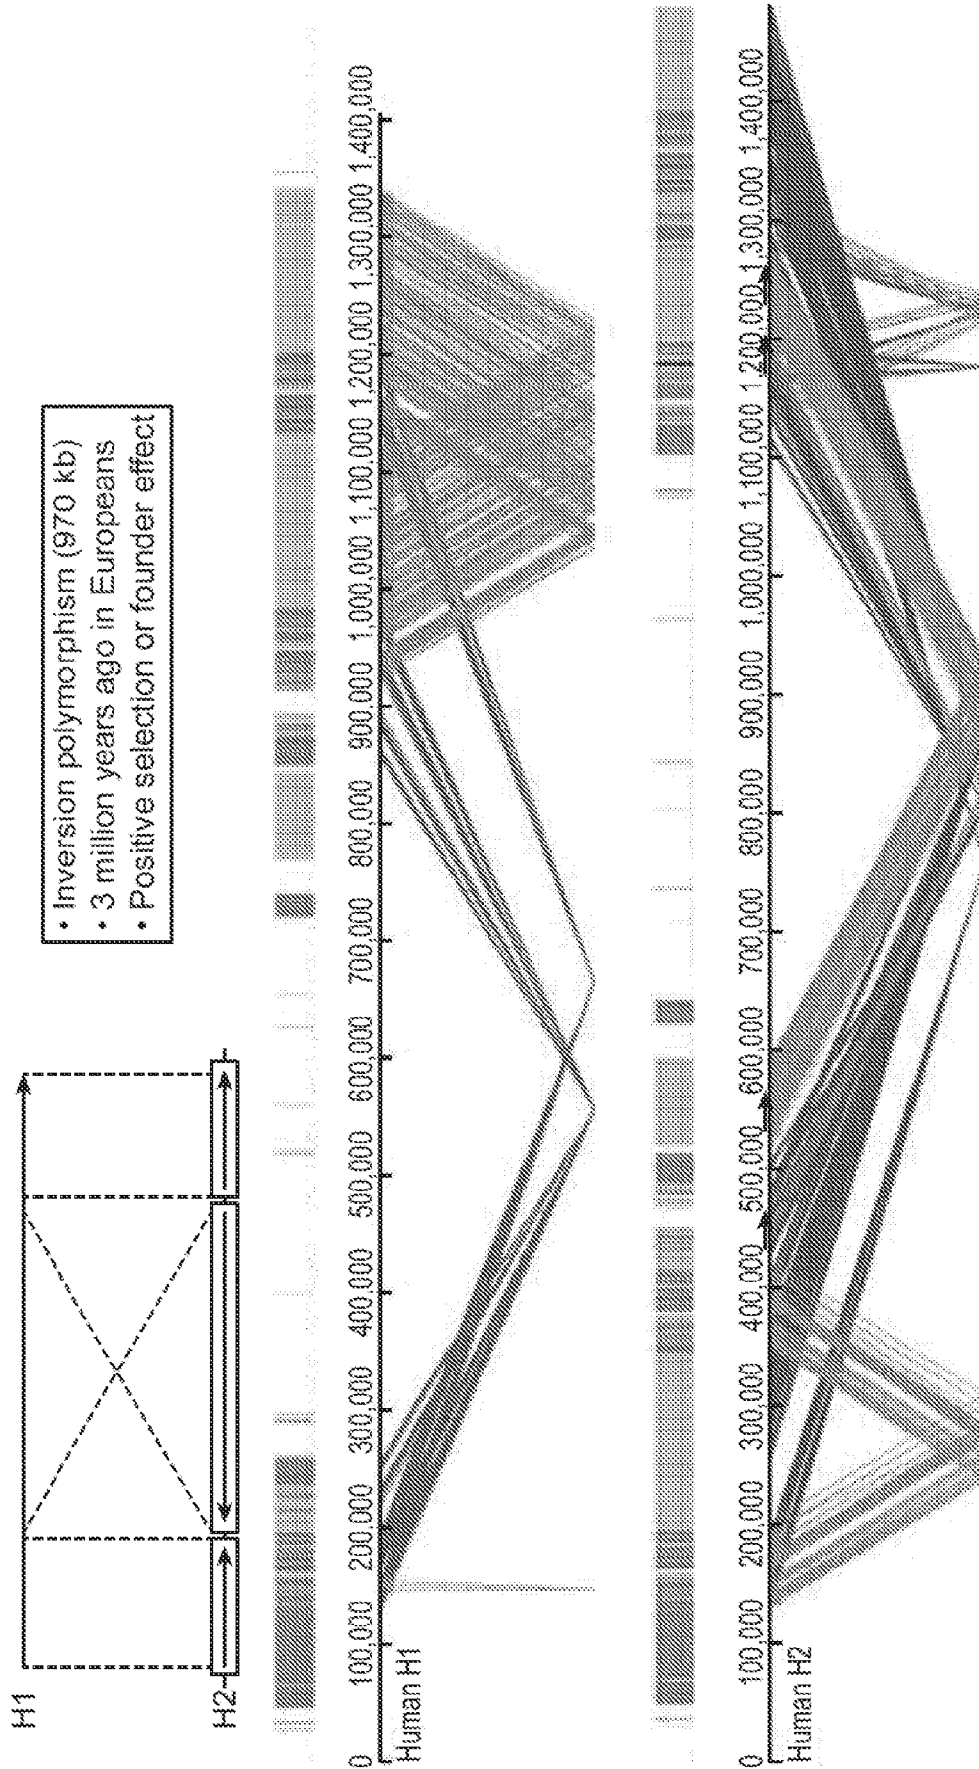 H1
H2
• Inversion polymorphism (970 kb)
• 3 million years ago in Europeans
• Positive selection or founder effect
0 100,000 200,000 300,000 400,000 500,000 600,000 700,000 800,000 900,000 1,000,000 1,100,000 1,200,000 1,300,000 1,400,000
Human H1
0 100,000 200,000 300,000 400,000 500,000 600,000 700,000 800,000 900,000 1,000,000 1,100,000 1,200,000 1,300,000 1,400,000
Human H2